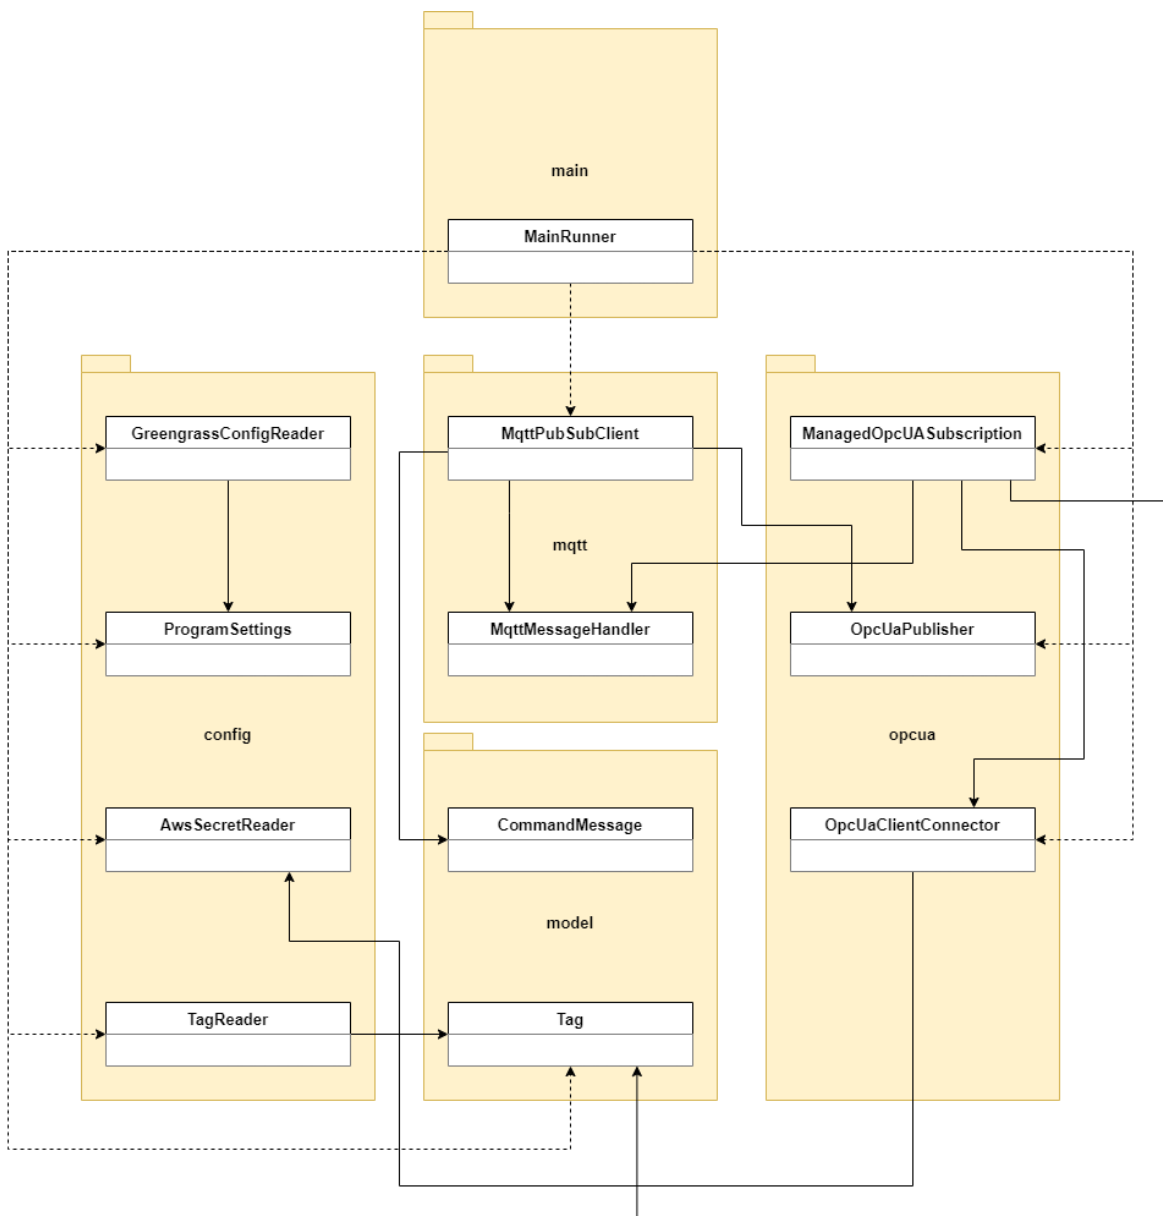 main
MainRunner
GreengrassConfigReader
MqttPubSubClient
ManagedOpcUASubscription
mqtt
ProgramSettings
MqttMessageHandler
OpcUaPublisher
config
opcua
AwsSecretReader
CommandMessage
OpcUaClientConnector
model
TagReader
Tag